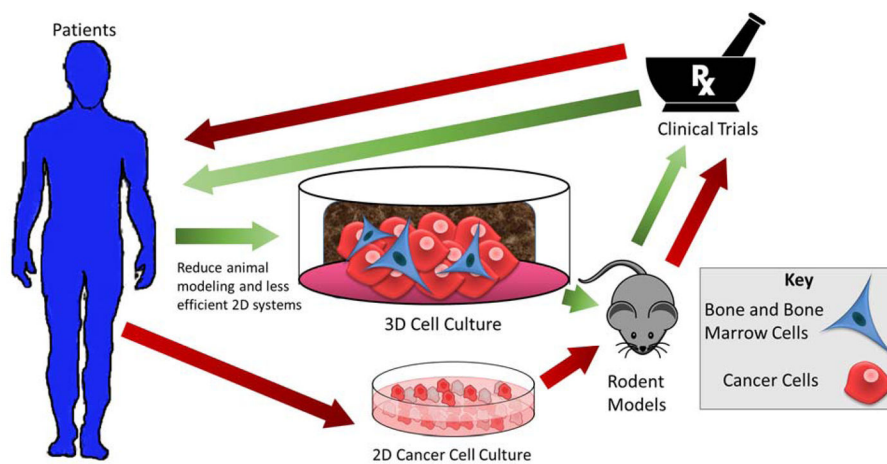 Patients
Rx
Clinical Trials
Reduce animal
modeling and less
efficient 2D systems
3D Cell Culture
Rodent
Models
2D Cancer Cell Culture
Key
Bone and Bone
Marrow Cells
Cancer Cells